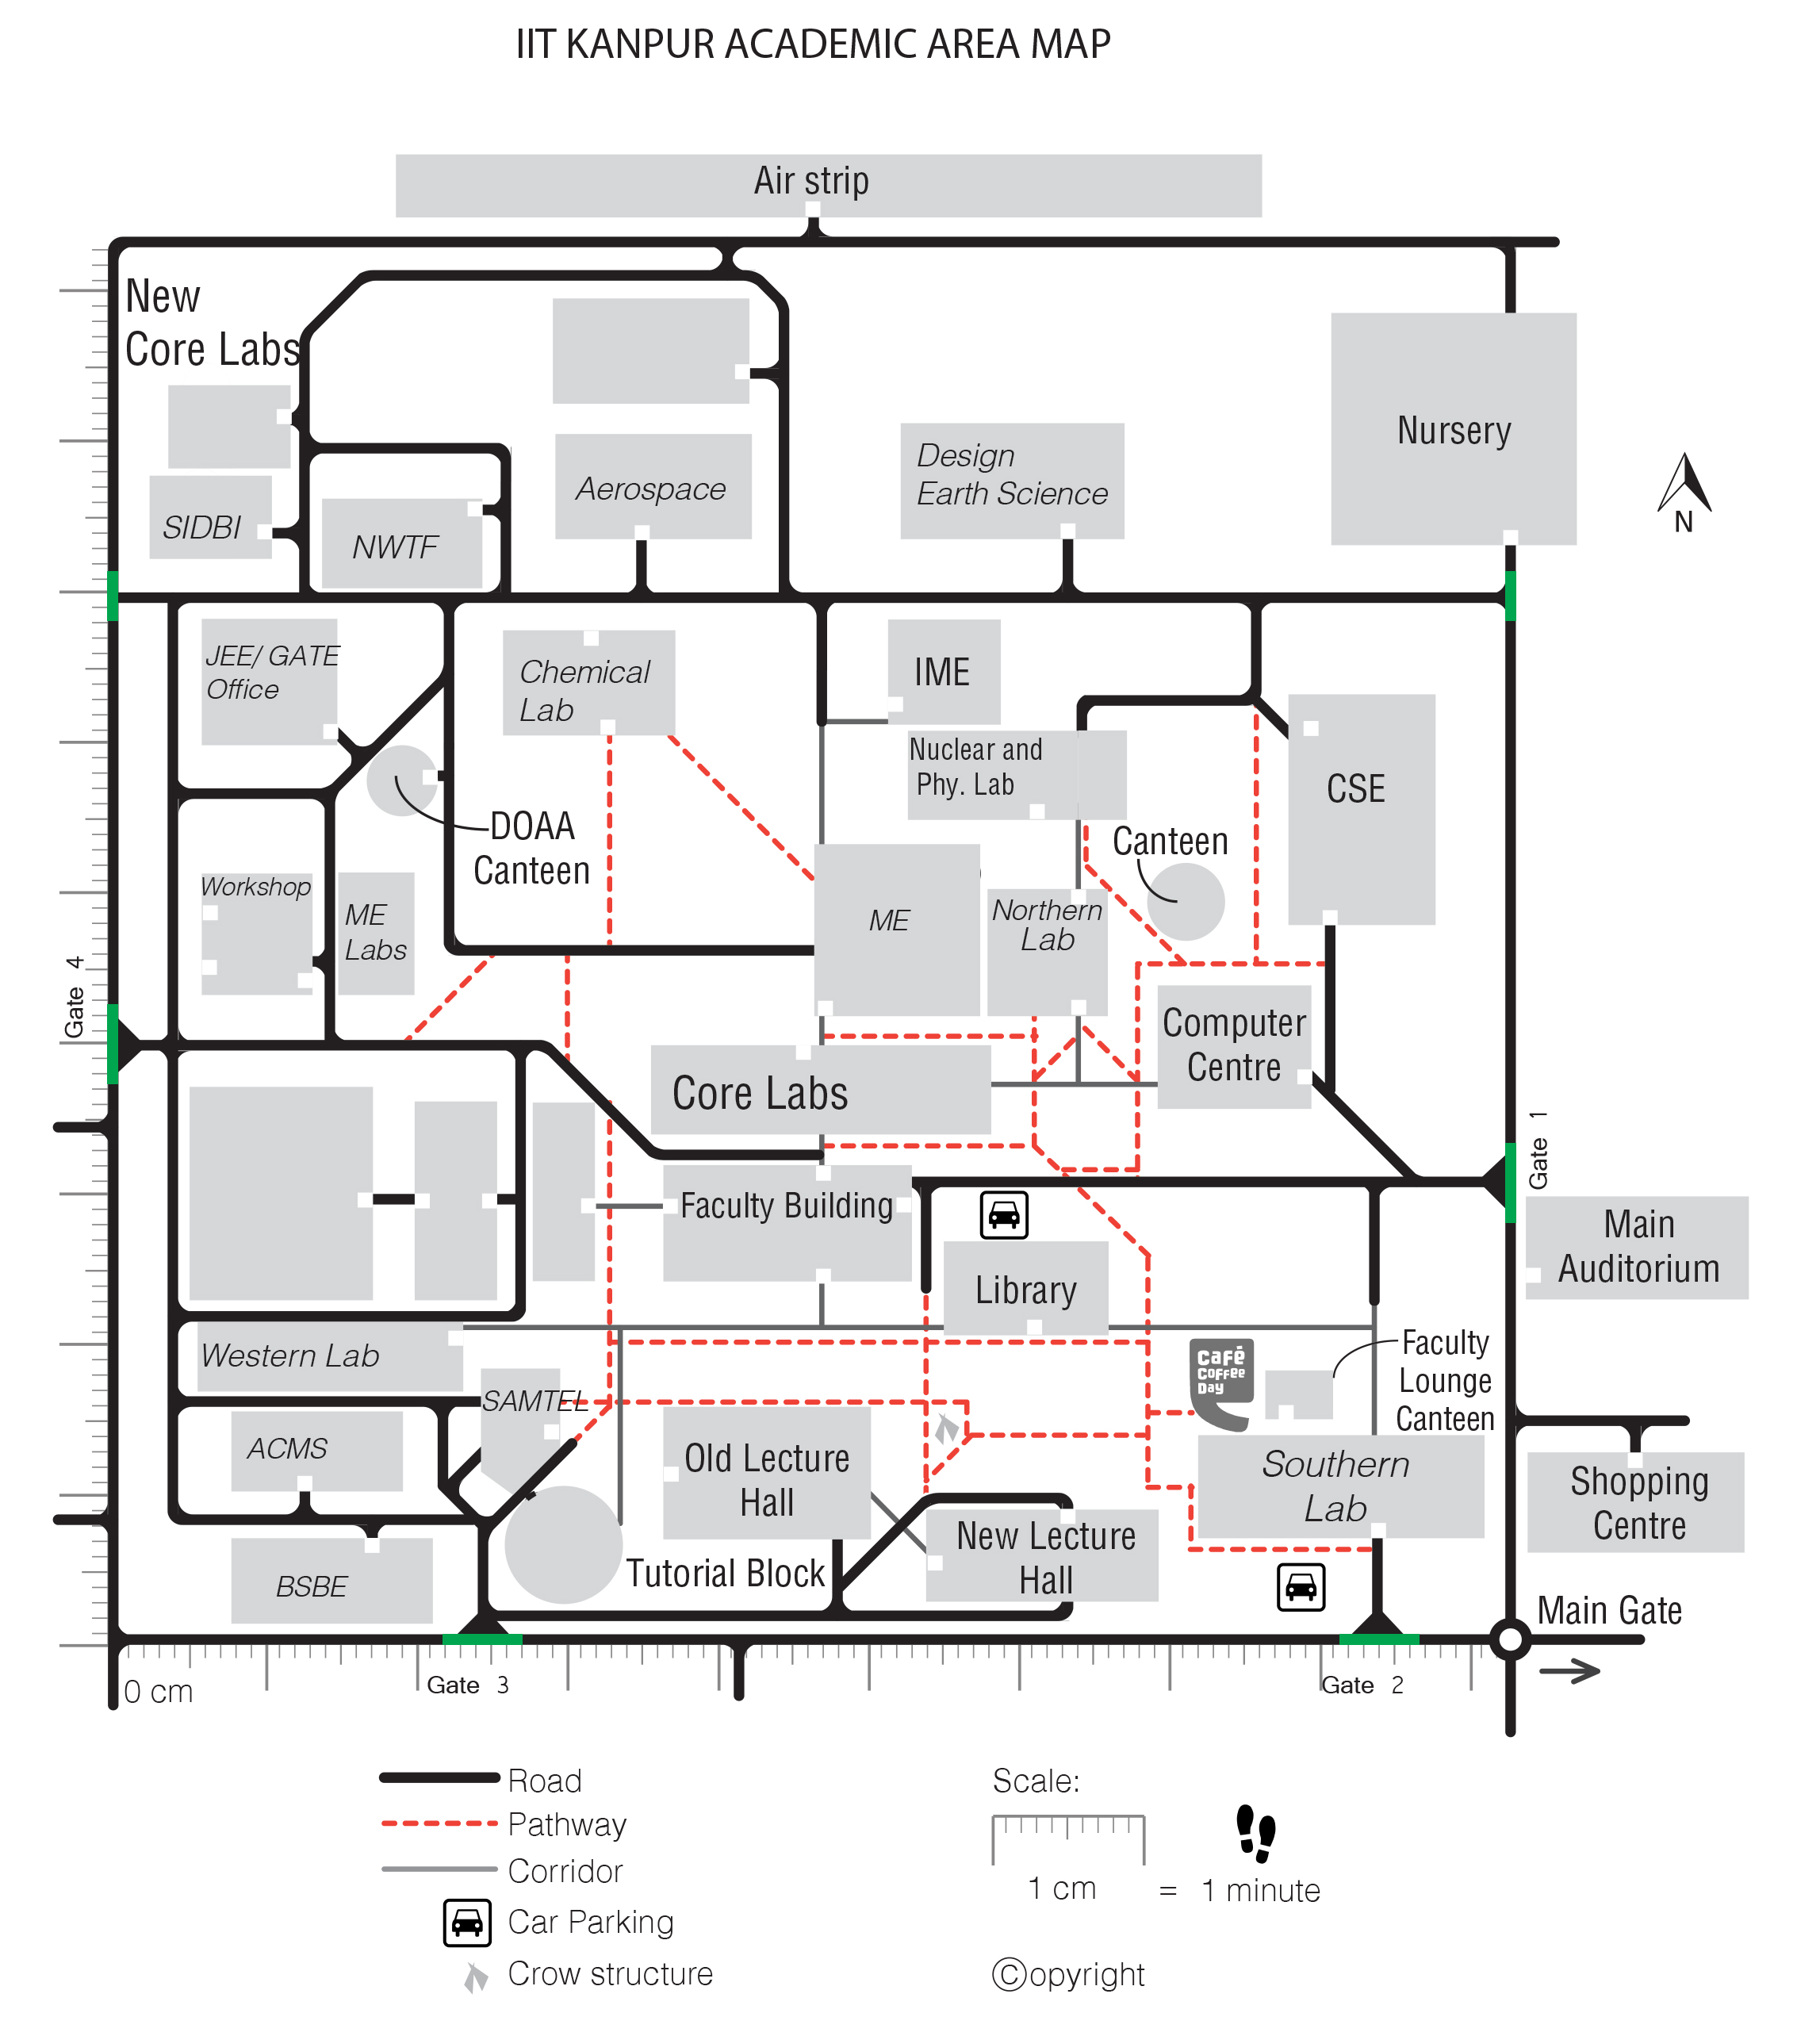 IIT KANPUR ACADEMIC AREA MAP
Air strip
New
Core Labs
Nursery
Design
Earth Science
Aerospace
SIDBI
NWTF
N
JEE/ GATE
Office
Chemical
Lab
IME
Nuclear and
Phy. Lab
CSE
DOAA
Canteen
Canteen
Workshop
ME
Labs
ME
Northern
Lab
Gate 4
Computer
Centre
Core Labs
Gate 1
Faculty Building
Main
Auditorium
Library
Western Lab
Café
Coffee
Day
Faculty
Lounge
Canteen
SAMTEL
ACMS
Old Lecture
Hall
Southern
Lab
Shopping
Centre
New Lecture
Hall
Tutorial Block
BSBE
Main Gate
0 cm
Gate 3
Gate 2
Road
Pathway
Corridor
Car Parking
Crow structure
Scale:
1 cm = 1 minute
©opyright